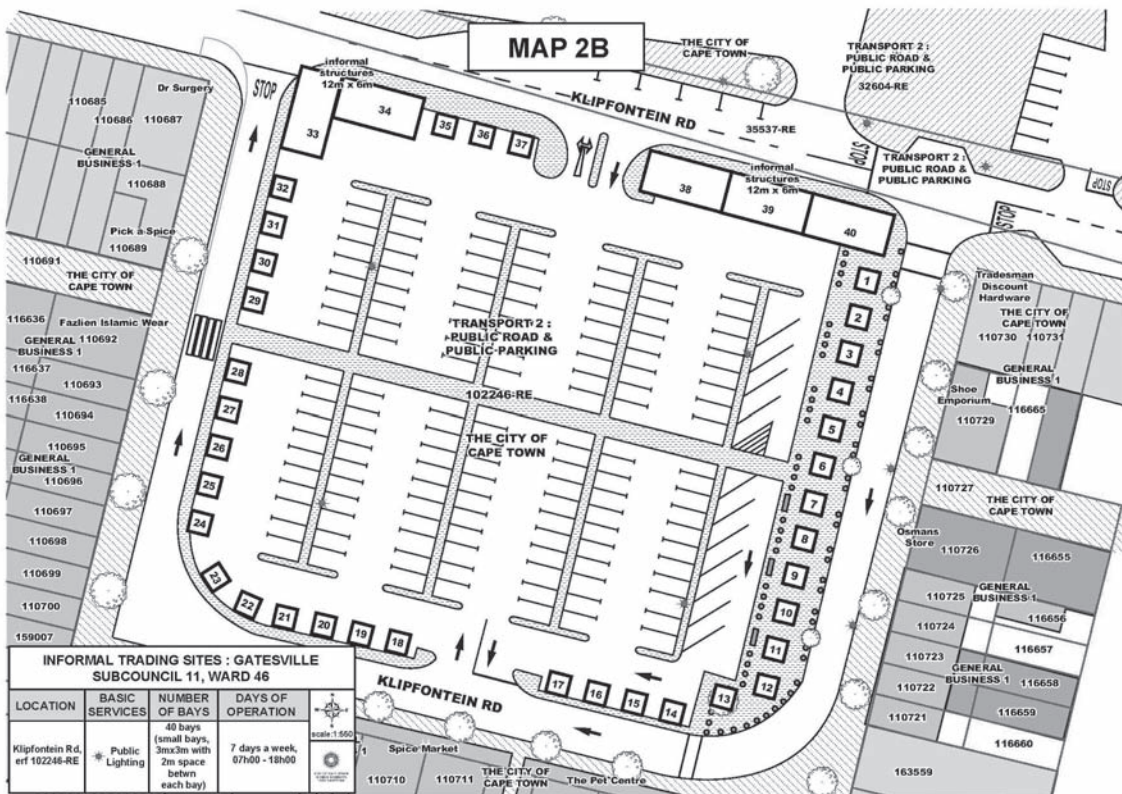 MAP 2B
THE CITY OF
CAPE TOWN
TRANSPORT 2 :
PUBLIC ROAD &
PUBLIC PARKING
32604-RE
informal
structures
12m x 6m
STOP
Dr Surgery
KLIPFONTEIN RD
35537-RE
STOP
TRANSPORT 2 :
PUBLIC ROAD &
PUBLIC PARKING
STOP
STOP
110685
110686
110687
GENERAL
BUSINESS 1
110688
Pick a Spice
110689
110691
THE CITY OF
CAPE TOWN
33
34
35
36
37
informal
structures
12m x 6m
38
39
40
32
31
30
29
1
2
3
4
5
6
7
8
9
10
11
12
13
Tradesman
Discount
Hardware
THE CITY OF
CAPE TOWN
110730
110731
GENERAL
BUSINESS 1
Shoe
Emporium
116665
110729
116636
Fazlien Islamic Wear
GENERAL
BUSINESS 1
110692
116637
110693
116638
110694
110695
GENERAL
BUSINESS 1
110696
110697
110698
110699
110700
159007
TRANSPORT 2 :
PUBLIC ROAD &
PUBLIC PARKING
102246-RE
THE CITY OF
CAPE TOWN
28
27
26
25
24
23
22
21
20
19
18
17
16
15
14
110727
THE CITY OF
CAPE TOWN
Osmans
Store
110726
116655
GENERAL
BUSINESS 1
110725
116656
110724
116657
110723
GENERAL
BUSINESS 1
116658
110722
116659
110721
116660
163559
KLIPFONTEIN RD
Spice Market
110710
110711
THE CITY OF
CAPE TOWN
The Pet Centre
INFORMAL TRADING SITES : GATESVILLE
SUBCOUNCIL 11, WARD 46
LOCATION
BASIC
SERVICES
NUMBER
OF BAYS
DAYS OF
OPERATION
Klipfontein Rd,
erf 102246-RE
Public
Lighting
40 bays
(small bays,
3mx3m with
2m space
betwn
each bay)
7 days a week,
07h00 - 18h00
scale:1:550